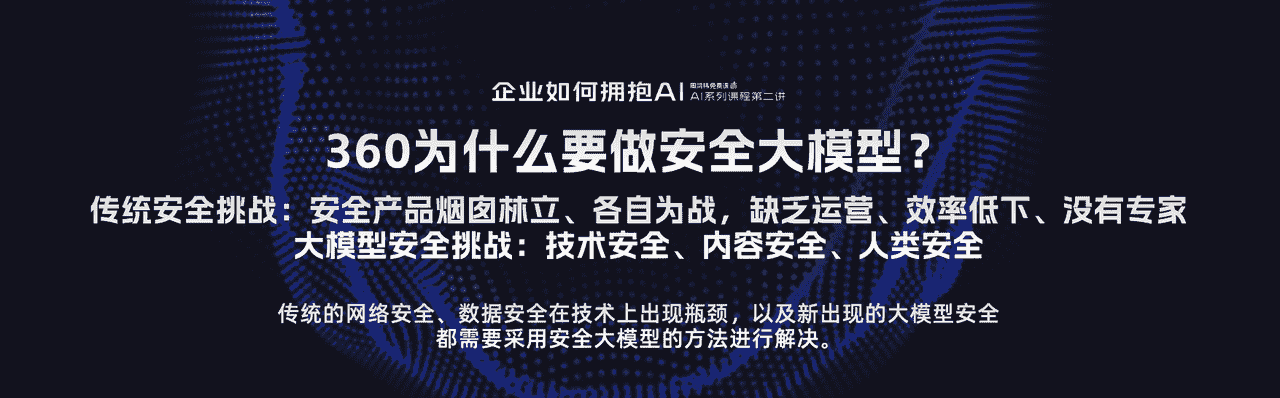 企业如何拥抱AI
周鸿祎免费课
AI系列课程第二讲
360为什么要做安全大模型？
传统安全挑战：安全产品烟囱林立、各自为战，缺乏运营、效率低下、没有专家
大模型安全挑战：技术安全、内容安全、人类安全
传统的网络安全、数据安全在技术上出现瓶颈，以及新出现的大模型安全
都需要采用安全大模型的方法进行解决。